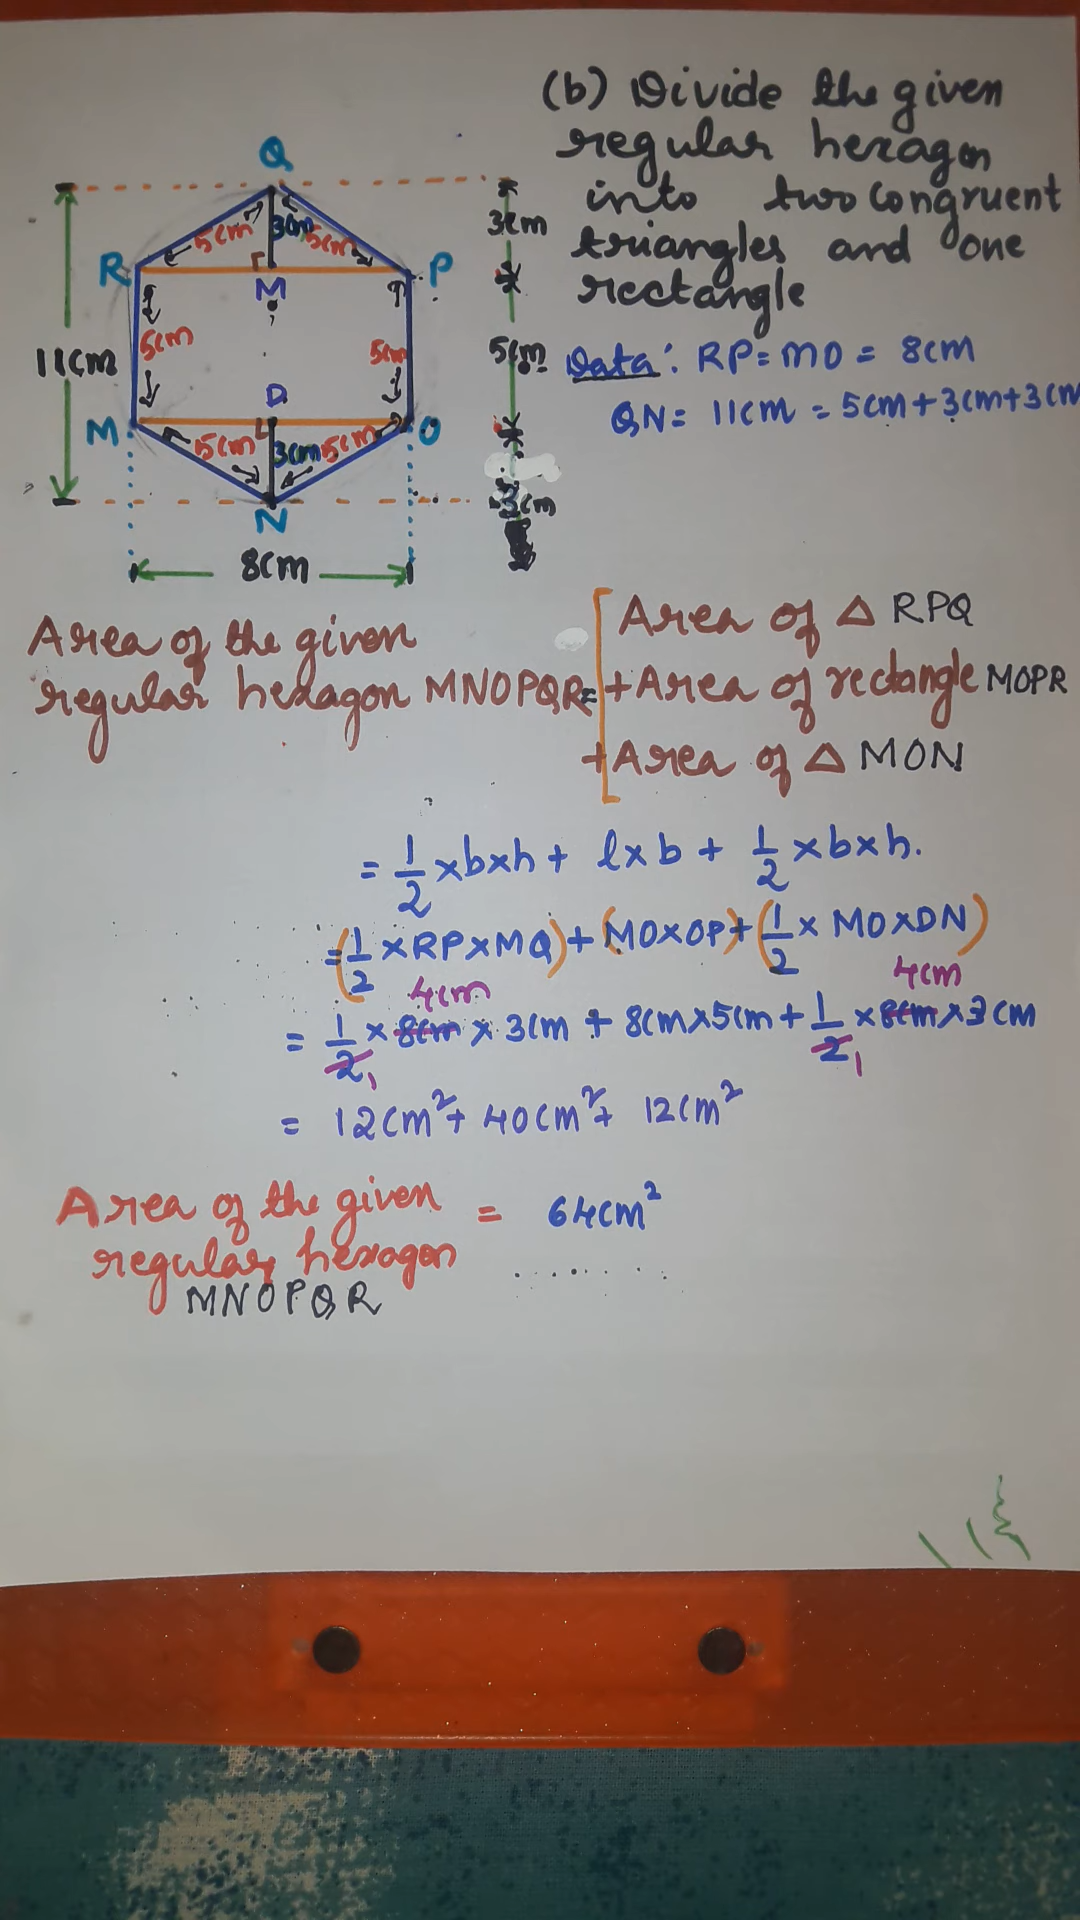 (b) Divide the given
regular hexagon
into two congruent
triangles and one
rectangle
Data: RP = MO = 8cm
QN = 11cm = 5cm+3cm+3cm
Q
5cm 3cm 5cm
R P
M
11cm
5cm 5cm
D
M O
5cm 3cm 5cm
N
8cm
3cm
5cm
3cm
Area of the given
regular hexagon MNOPQR =
Area of △ RPQ
+Area of rectangle MOPR
+Area of △ MON
= 1/2 ×b×h + l×b + 1/2 ×b×h.
= (1/2 ×RP×MQ) + (MO×OP) + (1/2 × MO×DN)
4cm 4cm
= 1/2 × 8cm × 3cm + 8cm×5cm + 1/2 ×8cm×3cm
1 1
= 12cm² + 40cm² + 12cm²
Area of the given = 64cm²
regular hexagon
MNOPQR